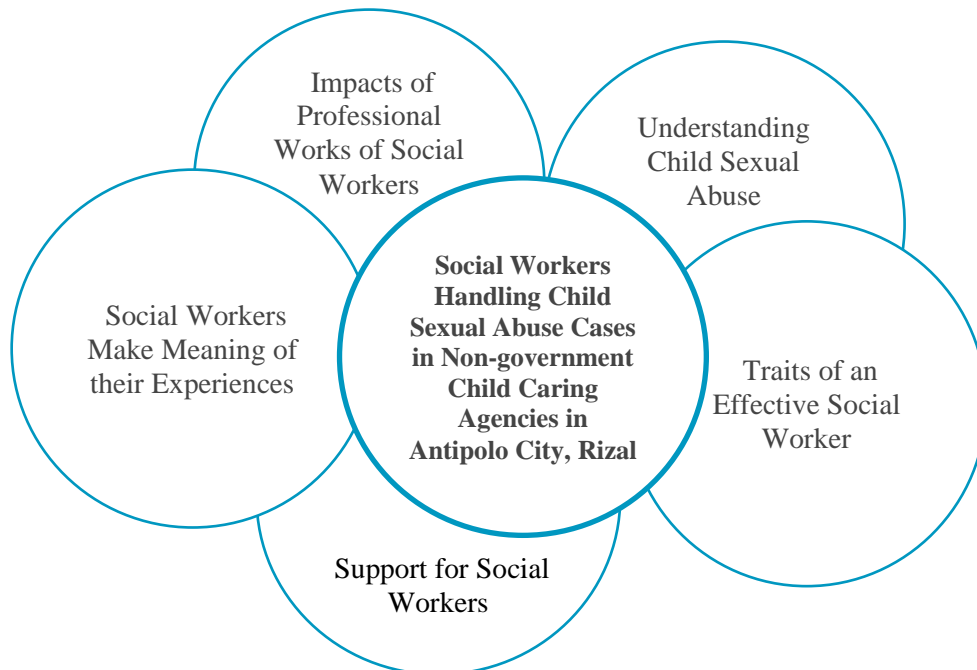 Impacts of
Professional
Works of Social
Workers
Understanding
Child Sexual
Abuse
Social Workers
Make Meaning of
their Experiences
Social Workers
Handling Child
Sexual Abuse Cases
in Non-government
Child Caring
Agencies in
Antipolo City, Rizal
Traits of an
Effective Social
Worker
Support for Social
Workers